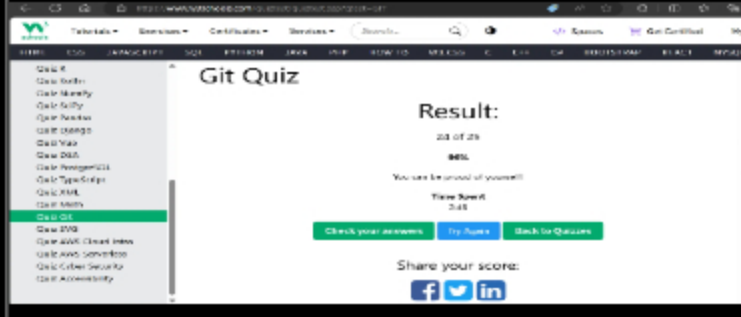 Tutorials Exercises Certificates Services Search... Spaces Get Certified
HTML CSS JAVASCRIPT SQL PYTHON JAVA PHP HOW TO W3.CSS C C++ C# BOOTSTRAP REACT MYSQL
Quiz R
Quiz Kotlin
Quiz NumPy
Quiz SciPy
Quiz Pandas
Quiz Django
Quiz Vue
Quiz DSA
Quiz PostgreSQL
Quiz TypeScript
Quiz XML
Quiz Math
Quiz Git
Quiz SVG
Quiz AWS Cloud Intro
Quiz AWS Serverless
Quiz Cyber Security
Quiz Accessibility
Git Quiz
Result:
24 of 25
96%
You can be proud of yourself!
Time Spent
Check your answers Try Again Back to Quizzes
Share your score: